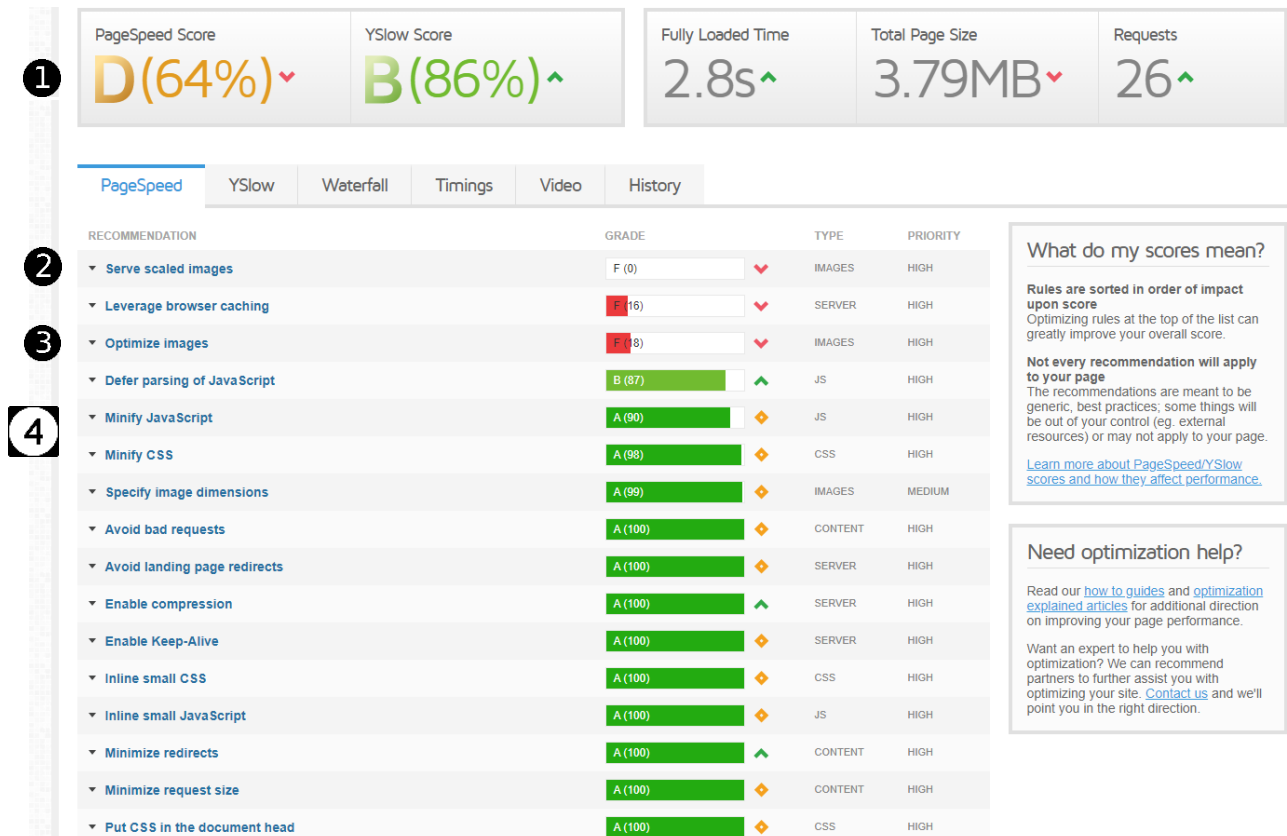 PageSpeed Score YSlow Score Fully Loaded Time Total Page Size Requests
1 D(64%) B(86%) 2.8s 3.79MB 26
PageSpeed YSlow Waterfall Timings Video History
RECOMMENDATION GRADE TYPE PRIORITY
2 Serve scaled images F (0) IMAGES HIGH
Leverage browser caching F (16) SERVER HIGH
3 Optimize images F (18) IMAGES HIGH
Defer parsing of JavaScript B (87) JS HIGH
4 Minify JavaScript A (90) JS HIGH
Minify CSS A (98) CSS HIGH
Specify image dimensions A (99) IMAGES MEDIUM
Avoid bad requests A (100) CONTENT HIGH
Avoid landing page redirects A (100) SERVER HIGH
Enable compression A (100) SERVER HIGH
Enable Keep-Alive A (100) SERVER HIGH
Inline small CSS A (100) CSS HIGH
Inline small JavaScript A (100) JS HIGH
Minimize redirects A (100) CONTENT HIGH
Minimize request size A (100) CONTENT HIGH
Put CSS in the document head A (100) CSS HIGH
What do my scores mean?
Rules are sorted in order of impact
upon score
Optimizing rules at the top of the list can
greatly improve your overall score.
Not every recommendation will apply
to your page
The recommendations are meant to be
generic, best practices; some things will
be out of your control (eg. external
resources) or may not apply to your page.
Learn more about PageSpeed/YSlow
scores and how they affect performance.
Need optimization help?
Read our how to guides and optimization
explained articles for additional direction
on improving your page performance.
Want an expert to help you with
optimization? We can recommend
partners to further assist you with
optimizing your site. Contact us and we'll
point you in the right direction.